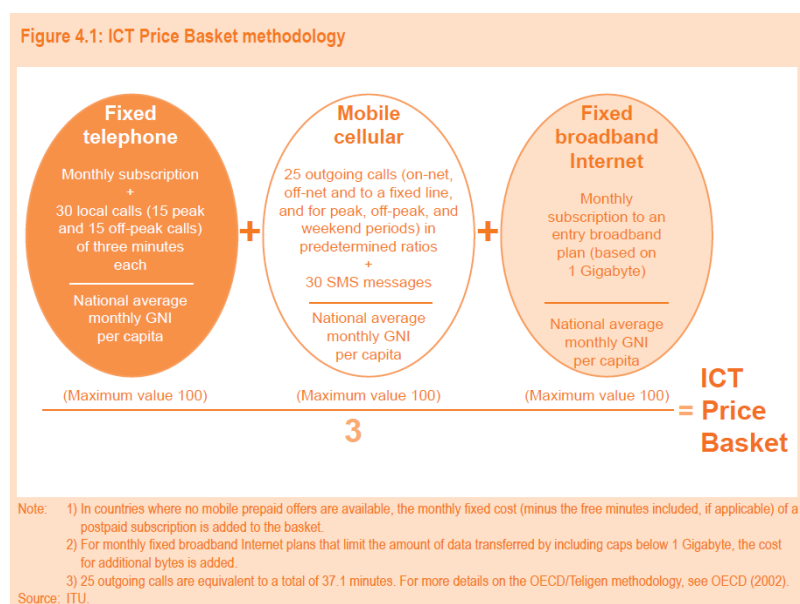 Figure 4.1: ICT Price Basket methodology
Fixed
telephone
Monthly subscription
+
30 local calls (15 peak
and 15 off-peak calls)
of three minutes
each
National average
monthly GNI
per capita
(Maximum value 100)
+
Mobile
cellular
25 outgoing calls (on-net,
off-net and to a fixed line,
and for peak, off-peak, and
weekend periods) in
predetermined ratios
+
30 SMS messages
National average
monthly GNI
per capita
(Maximum value 100)
+
Fixed
broadband
Internet
Monthly
subscription to an
entry broadband
plan (based on
1 Gigabyte)
National average
monthly GNI
per capita
(Maximum value 100)
3
=
ICT
Price
Basket
Note: 1) In countries where no mobile prepaid offers are available, the monthly fixed cost (minus the free minutes included, if applicable) of a
postpaid subscription is added to the basket.
2) For monthly fixed broadband Internet plans that limit the amount of data transferred by including caps below 1 Gigabyte, the cost
for additional bytes is added.
3) 25 outgoing calls are equivalent to a total of 37.1 minutes. For more details on the OECD/Teligen methodology, see OECD (2002).
Source: ITU.